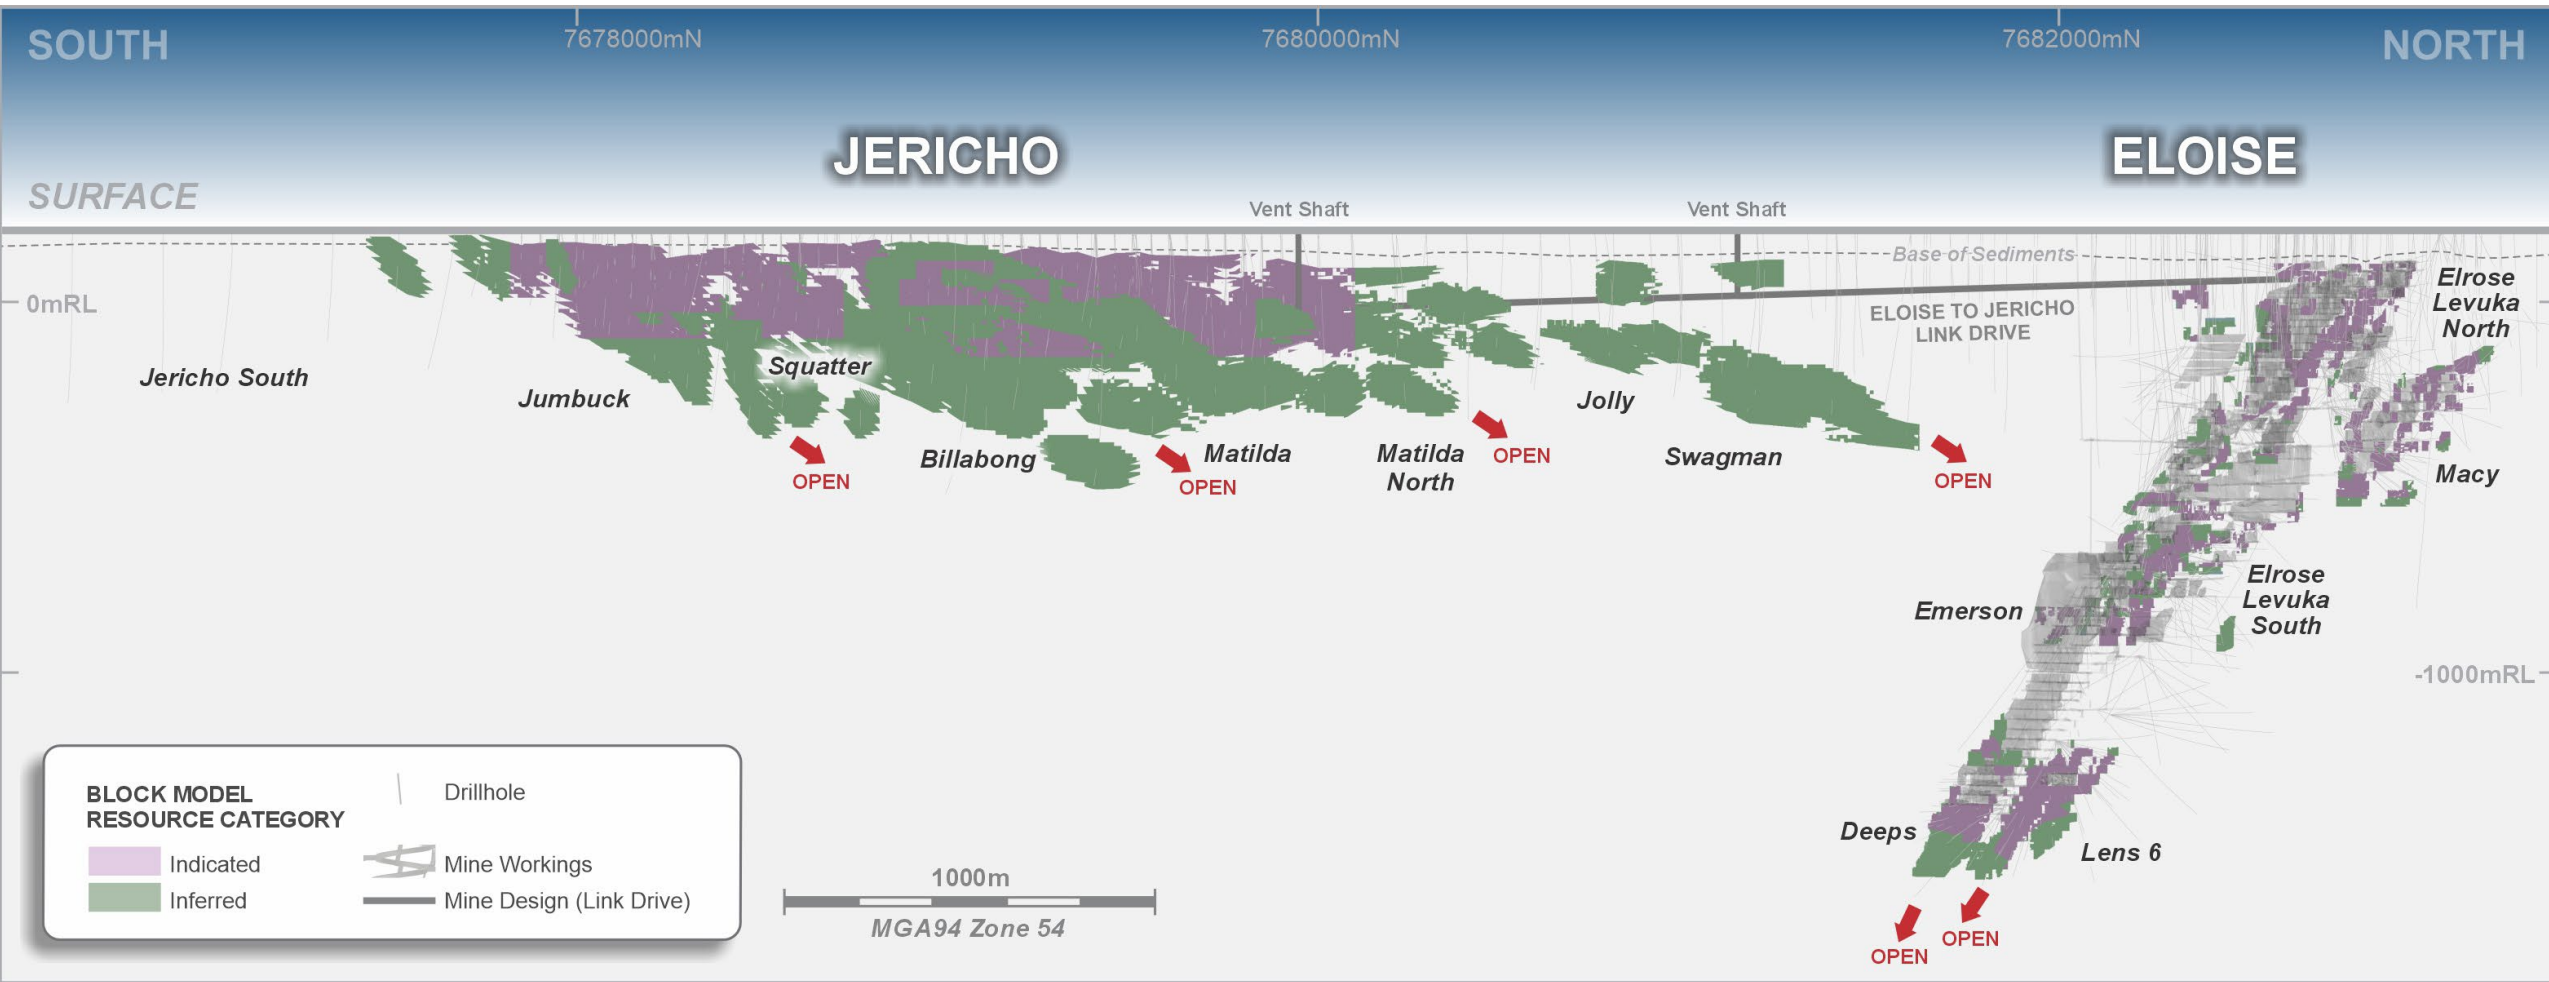 SOUTH
7678000mN
7680000mN
7682000mN
NORTH
JERICHO
ELOISE
SURFACE
Vent Shaft
Vent Shaft
Base of Sediments
0mRL
ELOISE TO JERICHO
LINK DRIVE
Elrose
Levuka
North
Jericho South
Jumbuck
Squatter
OPEN
Billabong
OPEN
Matilda
Matilda
North
OPEN
Jolly
Swagman
OPEN
Macy
Emerson
Elrose
Levuka
South
-1000mRL
Deeps
Lens 6
OPEN
OPEN
BLOCK MODEL
RESOURCE CATEGORY
Indicated
Inferred
Drillhole
Mine Workings
Mine Design (Link Drive)
1000m
MGA94 Zone 54